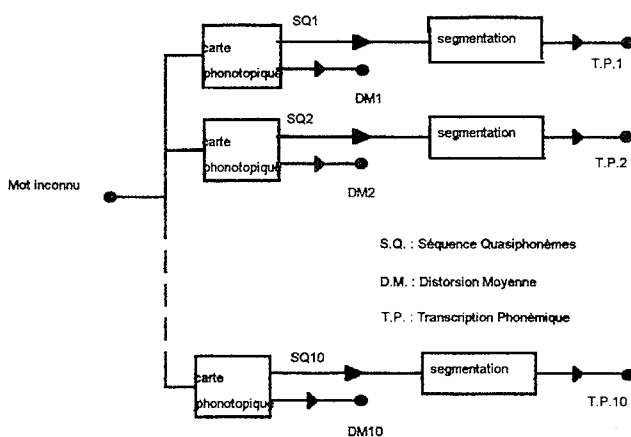 SQ1
carte
phonotopique
segmentation
T.P.1
DM1
SQ2
carte
phonotopique
segmentation
T.P.2
DM2
Mot inconnu
S.Q. : Séquence Quasiphonèmes
D.M. : Distorsion Moyenne
T.P. : Transcription Phonèmique
SQ10
carte
phonotopique
segmentation
T.P.10
DM10